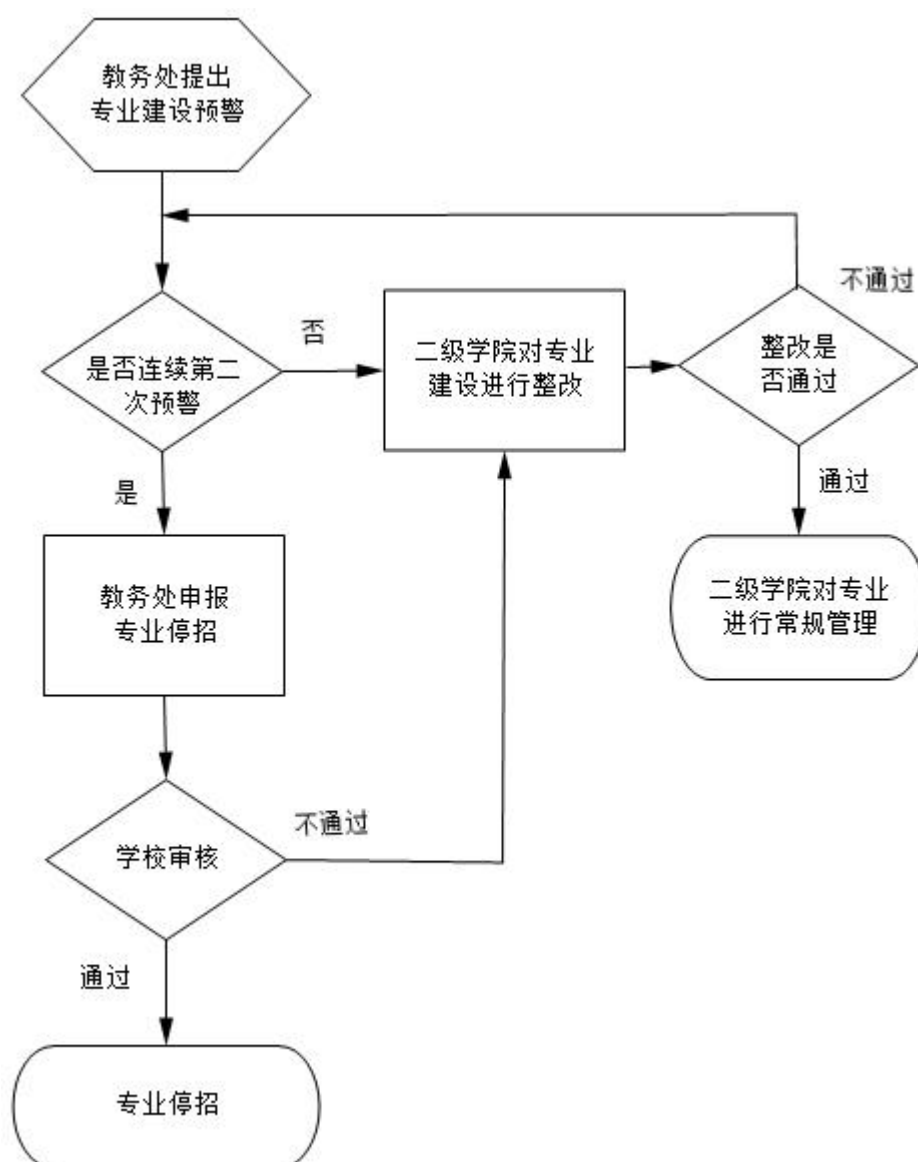 教务处提出
专业建设预警
不通过
否
二级学院对专业
建设进行整改
整改是
否通过
是否连续第二
次预警
是
通过
教务处申报
专业停招
二级学院对专业
进行常规管理
不通过
学校审核
通过
专业停招